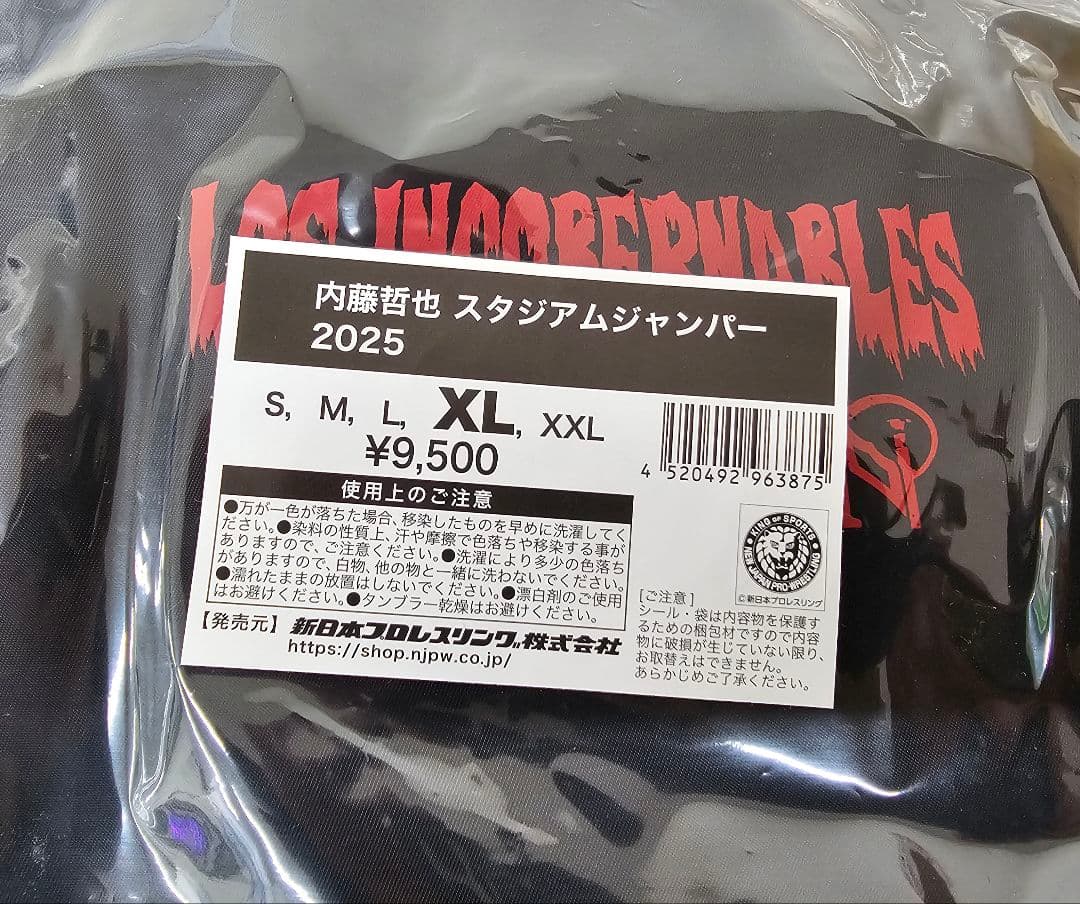 LOS INGOBERNABLES
内藤哲也 スタジアムジャンパー
2025
S, M, L, XL, XXL
¥9,500
4 520492 963875
使用上のご注意
●万が一色が落ちた場合、移染したものを早めに洗濯してく
ださい。●染料の性質上、汗や摩擦で色落ちや移染する事が
ありますので、ご注意ください。●洗濯により多少の色落ち
がありますので、白物、他の物と一緒に洗わないでください。
●濡れたままの放置はしないでください。●漂白剤のご使用
はお避けください。●タンブラー乾燥はお避けください。
【発売元】新日本プロレスリング株式会社
https://shop.njpw.co.jp/
KING OF SPORTS
NEW JAPAN PRO-WRESTLING
©新日本プロレスリング
[ご注意]
シール・袋は内容物を保護す
るための梱包材ですので内容
物に破損が生じていない限り、
お取替えはできません。
あらかじめご了承ください。